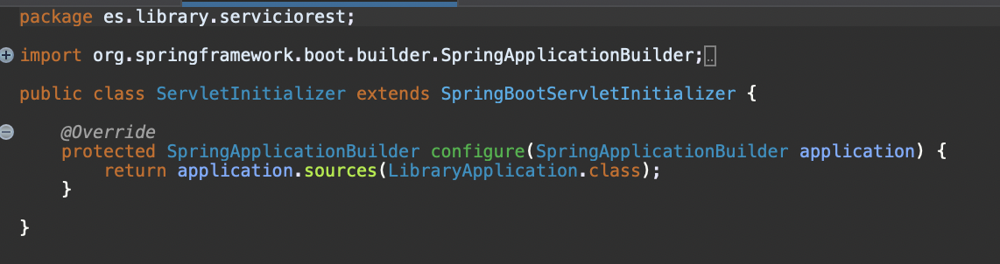 package es.library.serviciorest;
import org.springframework.boot.builder.SpringApplicationBuilder;
public class ServletInitializer extends SpringBootServletInitializer {
@Override
protected SpringApplicationBuilder configure(SpringApplicationBuilder application) {
return application.sources(LibraryApplication.class);
}
}